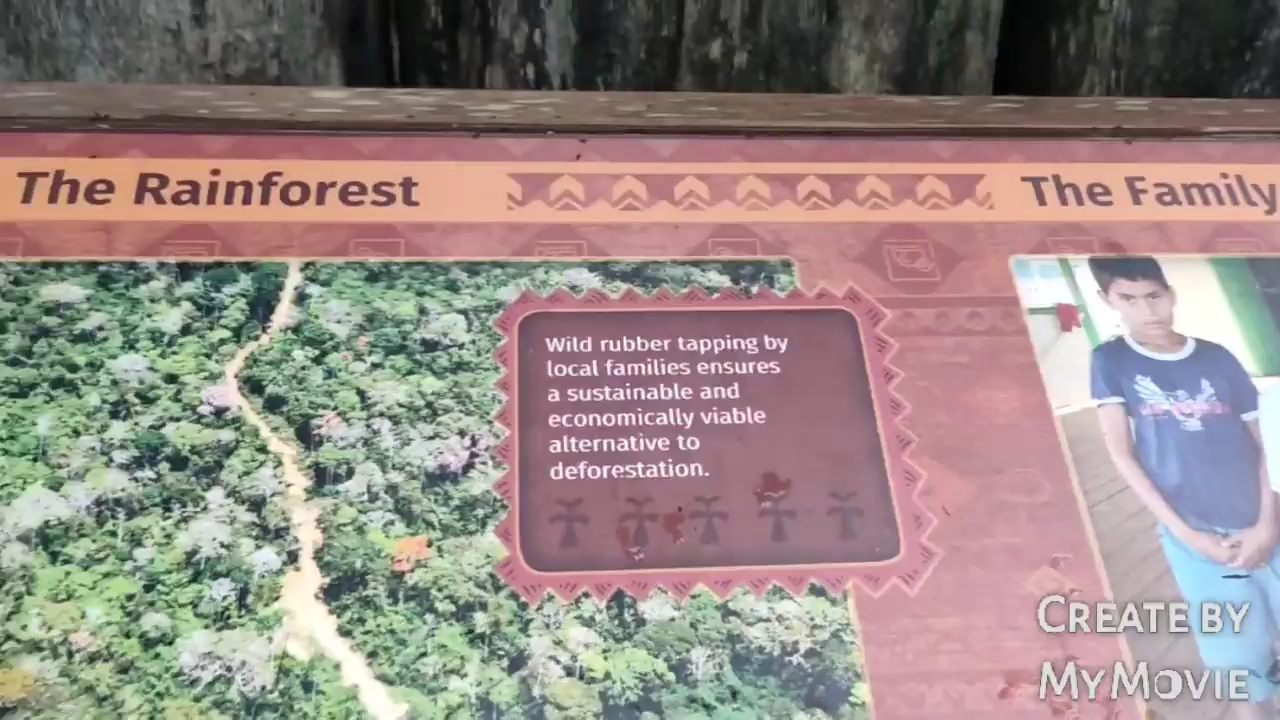 The Rainforest
The Family
Wild rubber tapping by
local families ensures
a sustainable and
economically viable
alternative to
deforestation.
CREATE BY
MYMOVIE